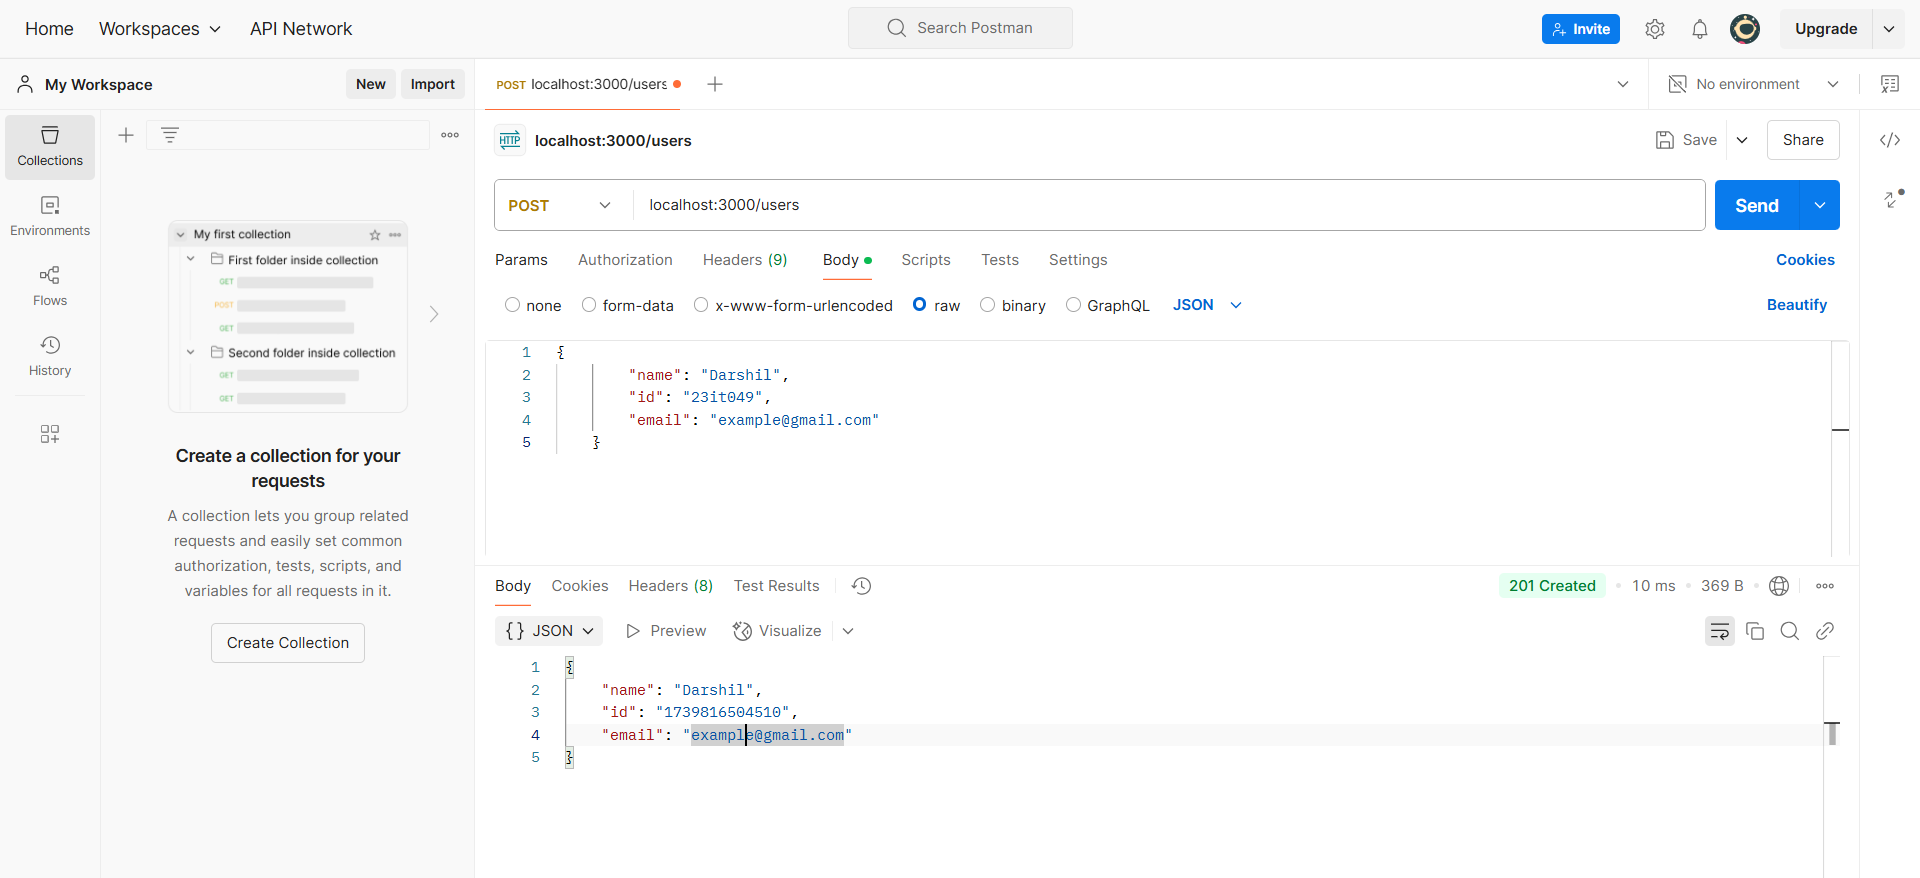 Home Workspaces API Network Search Postman Invite Upgrade
My Workspace New Import POST localhost:3000/users No environment
Collections
Environments
Flows
History
My first collection
First folder inside collection
GET
POST
GET
Second folder inside collection
GET
GET
Create a collection for your
requests
A collection lets you group related
requests and easily set common
authorization, tests, scripts, and
variables for all requests in it.
Create Collection
HTTP localhost:3000/users Save Share
POST localhost:3000/users Send
Params Authorization Headers (9) Body Scripts Tests Settings Cookies
none form-data x-www-form-urlencoded raw binary GraphQL JSON Beautify
1 {
2 "name": "Darshil",
3 "id": "23it049",
4 "email": "example@gmail.com"
5 }
Body Cookies Headers (8) Test Results 201 Created 10 ms 369 B
{} JSON Preview Visualize
1 {
2 "name": "Darshil",
3 "id": "1739816504510",
4 "email": "example@gmail.com"
5 }